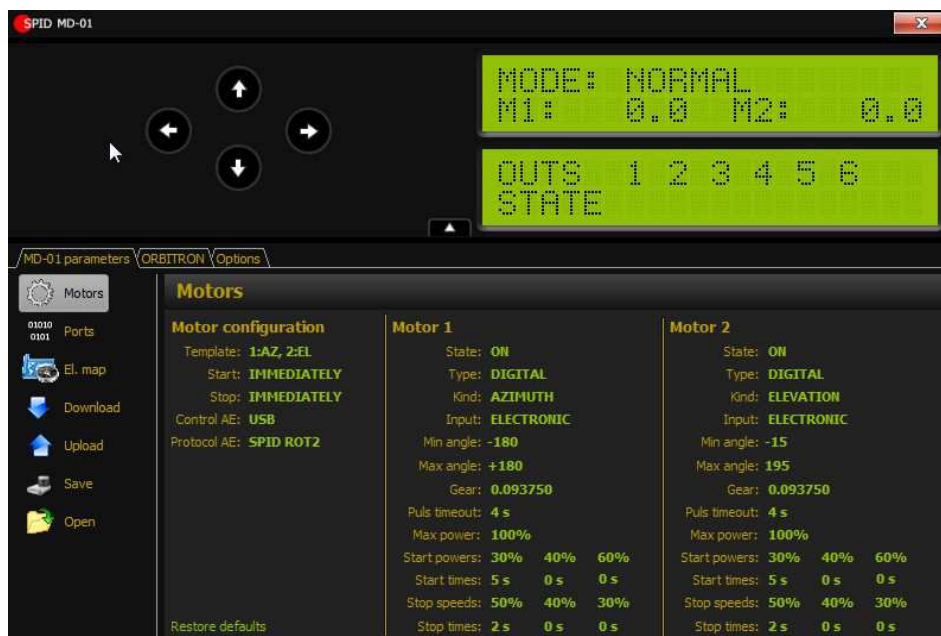 SPID MD-01
MODE: NORMAL
M1: 0.0 M2: 0.0
OUTS 1 2 3 4 5 6
STATE
MD-01 parameters ORBITRON Options
Motors
01010
0101
Ports
El. map
Download
Upload
Save
Open
Motors
Motor configuration
Template: 1:AZ, 2:EL
Start: IMMEDIATELY
Stop: IMMEDIATELY
Control AE: USB
Protocol AE: SPID ROT2
Restore defaults
Motor 1
State: ON
Type: DIGITAL
Kind: AZIMUTH
Input: ELECTRONIC
Min angle: -180
Max angle: +180
Gear: 0.093750
Puls timeout: 4 s
Max power: 100%
Start powers: 30% 40% 60%
Start times: 5 s 0 s 0 s
Stop speeds: 50% 40% 30%
Stop times: 2 s 0 s 0 s
Motor 2
State: ON
Type: DIGITAL
Kind: ELEVATION
Input: ELECTRONIC
Min angle: -15
Max angle: 195
Gear: 0.093750
Puls timeout: 4 s
Max power: 100%
Start powers: 30% 40% 60%
Start times: 5 s 0 s 0 s
Stop speeds: 50% 40% 30%
Stop times: 2 s 0 s 0 s